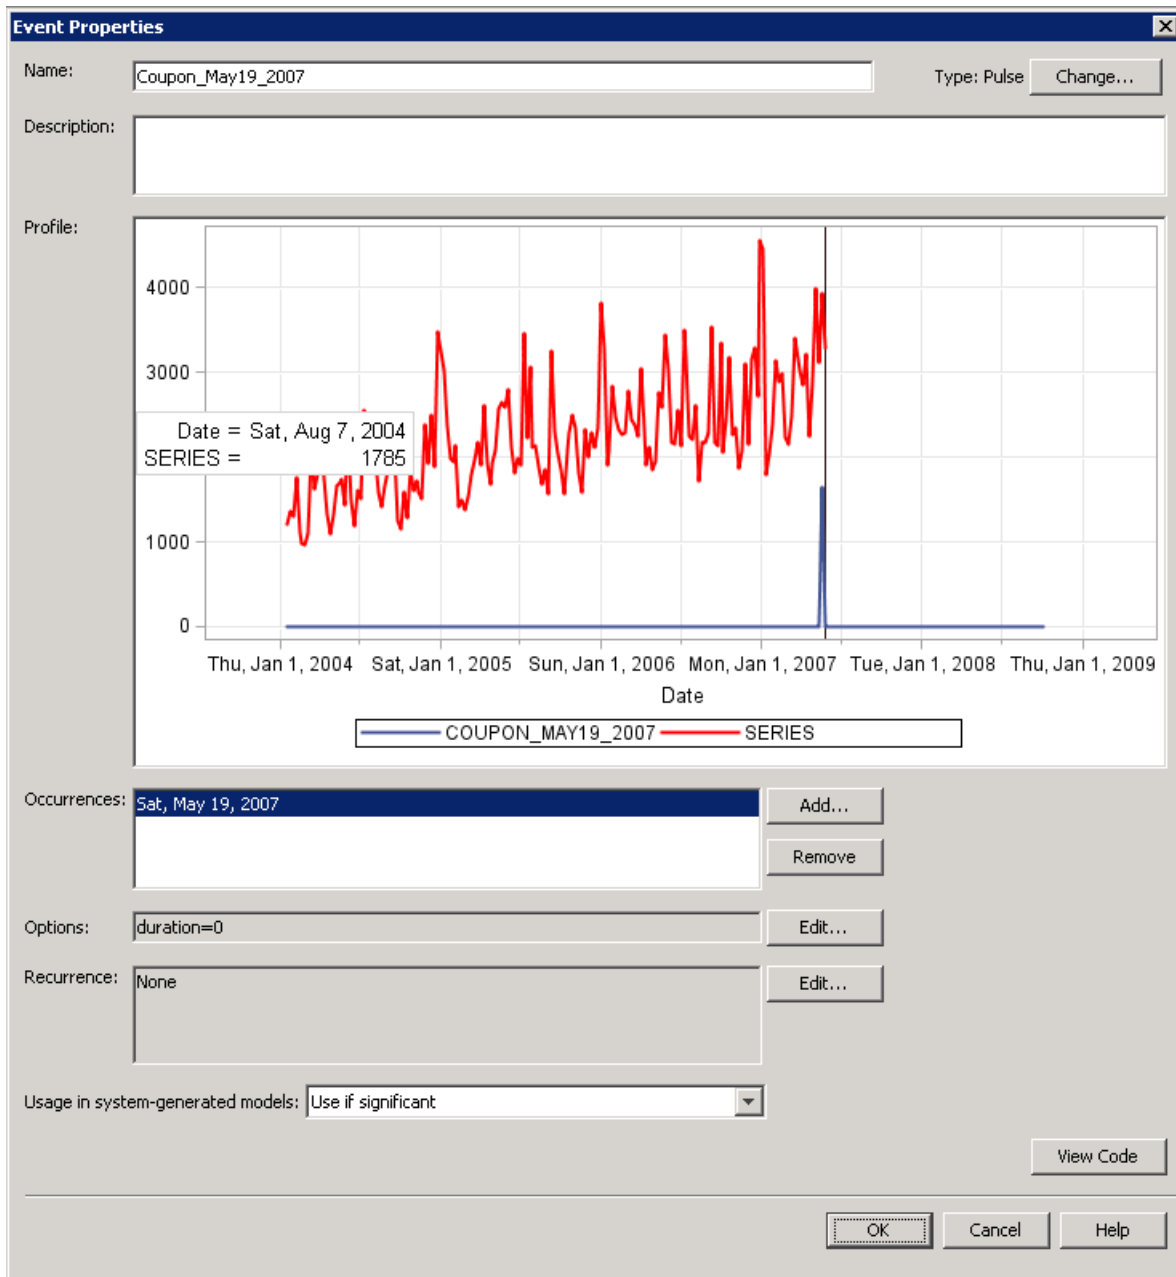 Event Properties
Name: Coupon_May19_2007 Type: Pulse Change...
Description:
Profile:
4000
3000
Date = Sat, Aug 7, 2004
SERIES = 1785
1000
0
Thu, Jan 1, 2004 Sat, Jan 1, 2005 Sun, Jan 1, 2006 Mon, Jan 1, 2007 Tue, Jan 1, 2008 Thu, Jan 1, 2009
Date
COUPON_MAY19_2007 SERIES
Occurrences: Sat, May 19, 2007 Add...
Remove
Options: duration=0 Edit...
Recurrence: None Edit...
Usage in system-generated models: Use if significant
View Code
OK Cancel Help